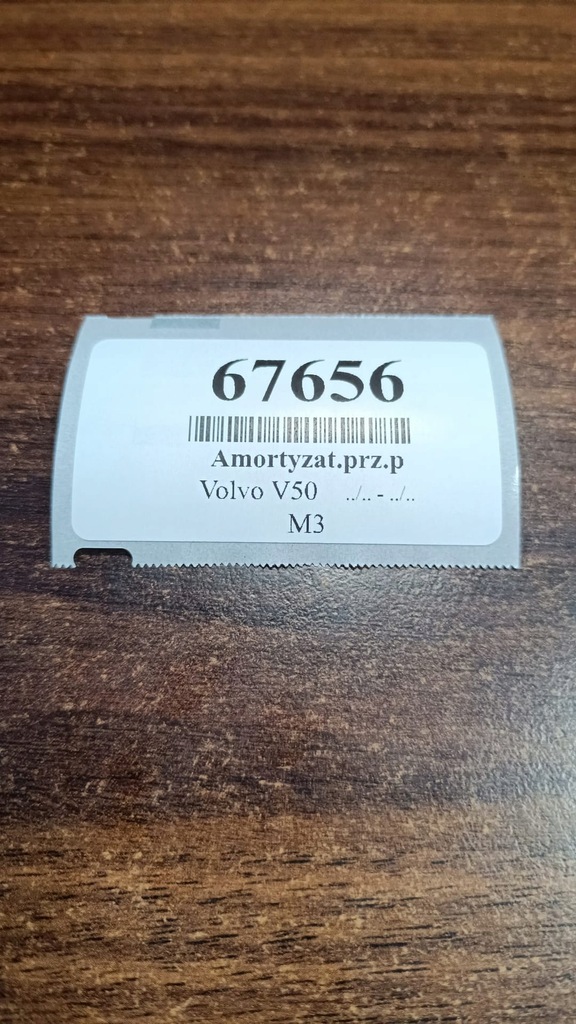 67656
Amortyzat.prz.p
Volvo V50 ../.. - ../..
M3